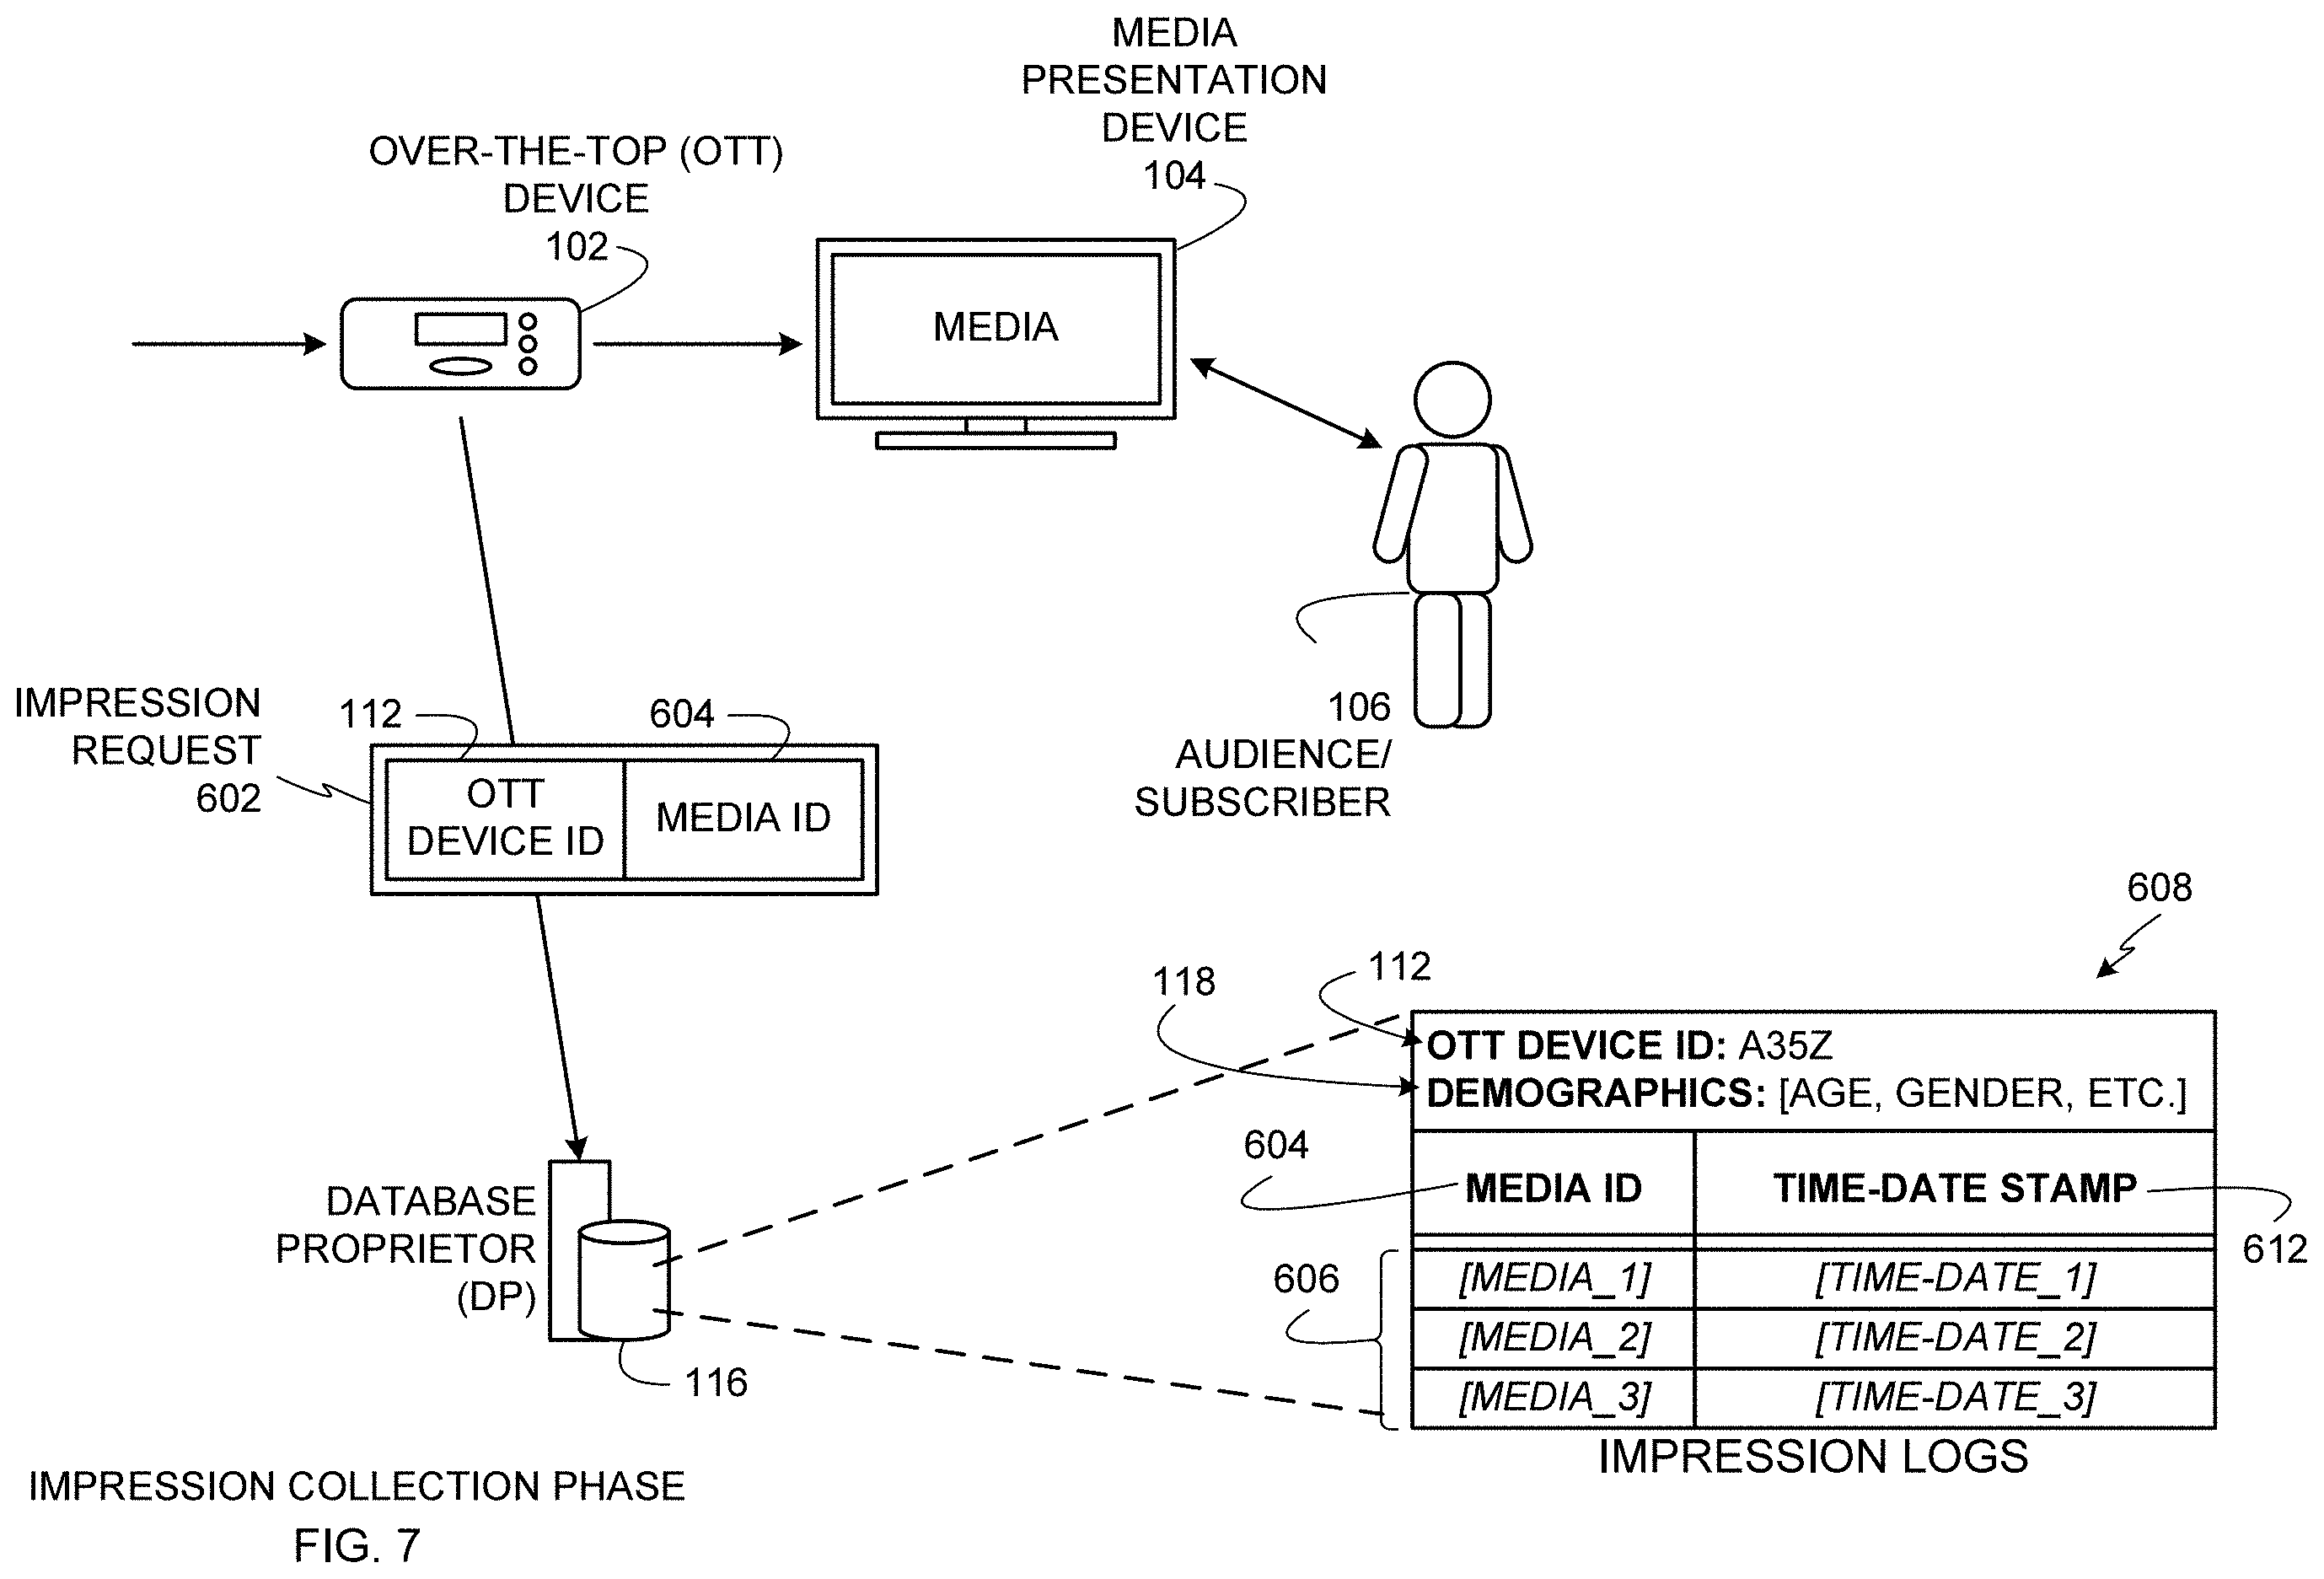 MEDIA
PRESENTATION
DEVICE
104
OVER-THE-TOP (OTT)
DEVICE
102
MEDIA
IMPRESSION
REQUEST
602
112
604
OTT
DEVICE ID
MEDIA ID
106
AUDIENCE/
SUBSCRIBER
608
118
112
OTT DEVICE ID: A35Z
DEMOGRAPHICS: [AGE, GENDER, ETC.]
604
MEDIA ID
TIME-DATE STAMP
612
606
[MEDIA_1]
[TIME-DATE_1]
[MEDIA_2]
[TIME-DATE_2]
[MEDIA_3]
[TIME-DATE_3]
IMPRESSION LOGS
DATABASE
PROPRIETOR
(DP)
116
IMPRESSION COLLECTION PHASE
FIG. 7